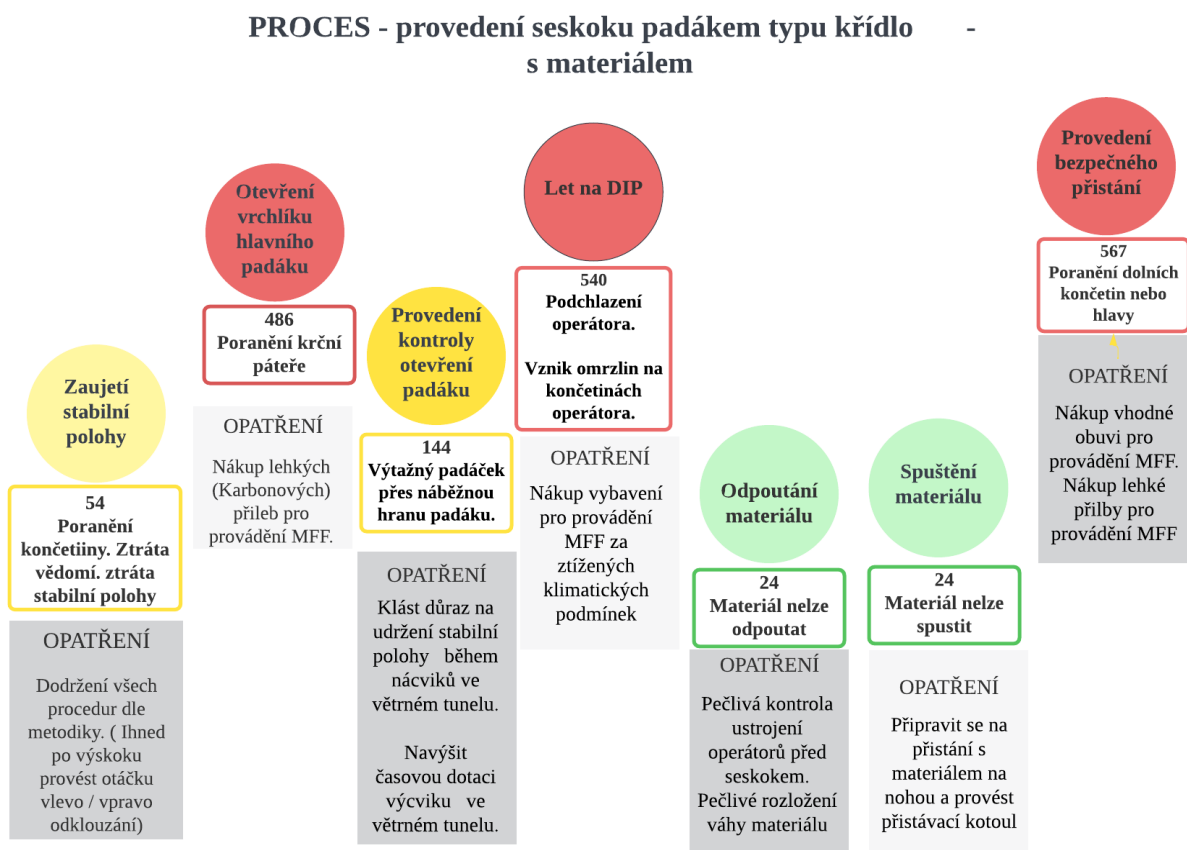 PROCES - provedení seskoku padákem typu křídlo -
s materiálem
Zaujetí
stabilní
polohy
54
Poranění
končetiiny. Ztráta
vědomí. ztráta
stabilní polohy
OPATŘENÍ
Dodržení všech
procedur dle
metodiky. ( Ihned
po výskoku
provést otáčku
vlevo / vpravo
odklouzání)
Otevření
vrchlíku
hlavního
padáku
486
Poranění krční
páteře
OPATŘENÍ
Nákup lehkých
(Karbonových)
přileb pro
provádění MFF.
Provedení
kontroly
otevření
padáku
144
Výtažný padáček
přes náběžnou
hranu padáku.
OPATŘENÍ
Klást důraz na
udržení stabilní
polohy během
nácviků ve
větrném tunelu.
Navýšit
časovou dotaci
výcviku ve
větrném tunelu.
Let na DIP
540
Podchlazení
operátora.
Vznik omrzlin na
končetinách
operátora.
OPATŘENÍ
Nákup vybavení
pro provádění
MFF za
ztížených
klimatických
podmínek
Odpoutání
materiálu
24
Materiál nelze
odpoutat
OPATŘENÍ
Pečlivá kontrola
ustrojení
operátorů před
seskokem.
Pečlivé rozložení
váhy materiálu
Spuštění
materiálu
24
Materiál nelze
spustit
OPATŘENÍ
Připravit se na
přistání s
materiálem na
nohou a provést
přistávací kotoul
Provedení
bezpečného
přistání
567
Poranění dolních
končetin nebo
hlavy
OPATŘENÍ
Nákup vhodné
obuvi pro
provádění MFF.
Nákup lehké
přilby pro
provádění MFF